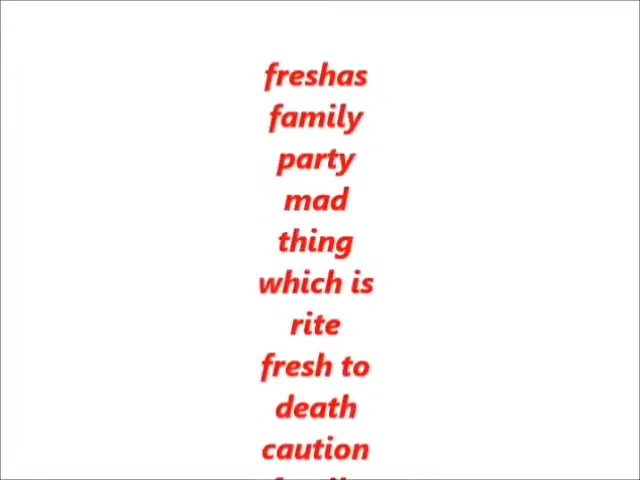 freshas
family
party
mad
thing
which is
rite
fresh to
death
caution